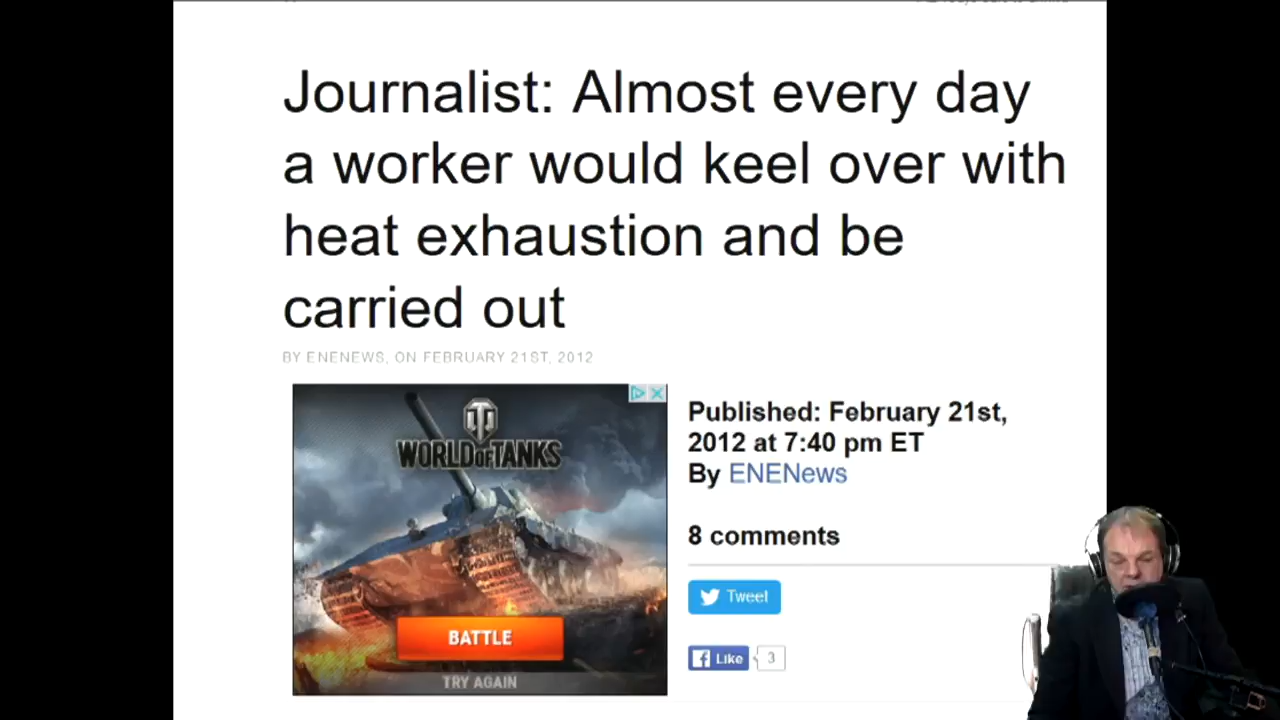 Journalist: Almost every day
a worker would keel over with
heat exhaustion and be
carried out
BY ENENEWS, ON FEBRUARY 21ST, 2012
WORLD OF TANKS
BATTLE
TRY AGAIN
Published: February 21st,
2012 at 7:40 pm ET
By ENENews
8 comments
Tweet
Like 3